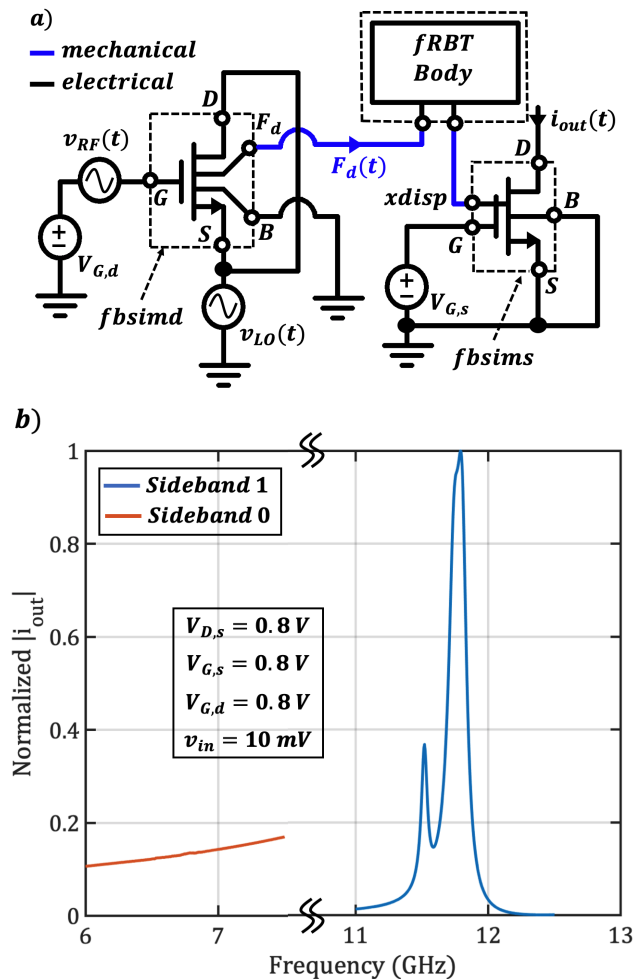 a)
mechanical
electrical
fRBT
Body
i_out(t)
D
F_d
v_RF(t)
F_d(t)
D
G
xdisp
B
G
S
B
V_G,d
V_G,s
S
fbsimd
v_LO(t)
fbsims
b)
1
Sideband 1
Sideband 0
0.8
V_D,s = 0.8 V
0.6
V_G,s = 0.8 V
V_G,d = 0.8 V
0.4
v_in = 10 mV
0.2
0
Normalized |i_out|
6 7 11 12 13
Frequency (GHz)